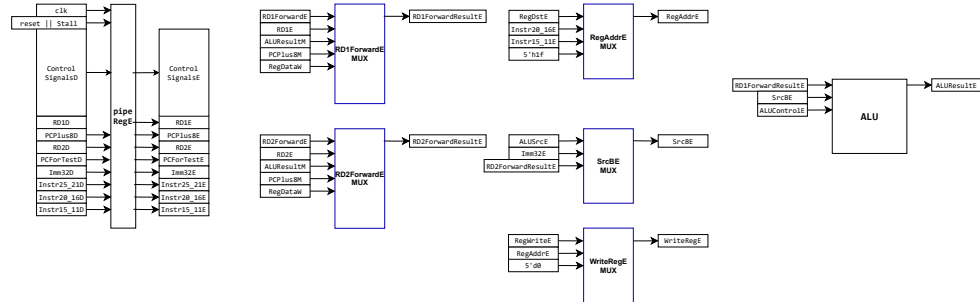 clk
reset || Stall
Control
SignalsD
RD1D
PCPlus8D
RD2D
PCForTestD
Imm32D
Instr25_21D
Instr20_16D
Instr15_11D
pipe
RegE
Control
SignalsE
RD1E
PCPlus8E
RD2E
PCForTestE
Imm32E
Instr25_21E
Instr20_16E
Instr15_11E
RD1ForwardE
RD1E
ALUResultM
PCPlus8M
RegDataW
RD1ForwardE
MUX
RD1ForwardResultE
RD2ForwardE
RD2E
ALUResultM
PCPlus8M
RegDataW
RD2ForwardE
MUX
RD2ForwardResultE
RegDstE
Instr20_16E
Instr15_11E
5'h1f
RegAddrE
MUX
RegAddrE
ALUSrcE
Imm32E
RD2ForwardResultE
SrcBE
MUX
SrcBE
RegWriteE
RegAddrE
5'd0
WriteRegE
MUX
WriteRegE
RD1ForwardResultE
SrcBE
ALUControlE
ALU
ALUResultE